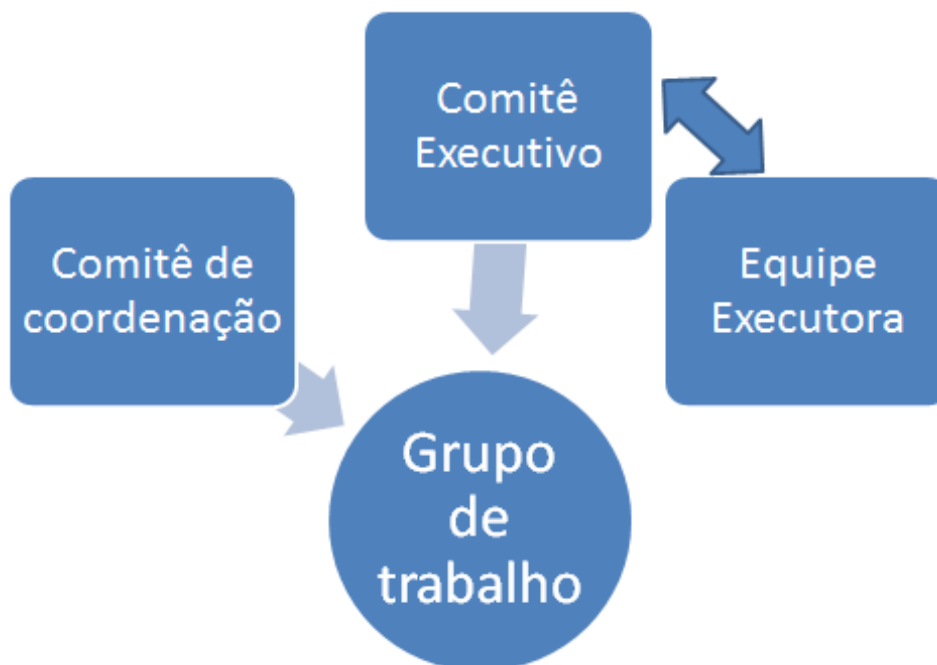 Comitê
Executivo
Comitê de
coordenação
Equipe
Executora
Grupo
de
trabalho